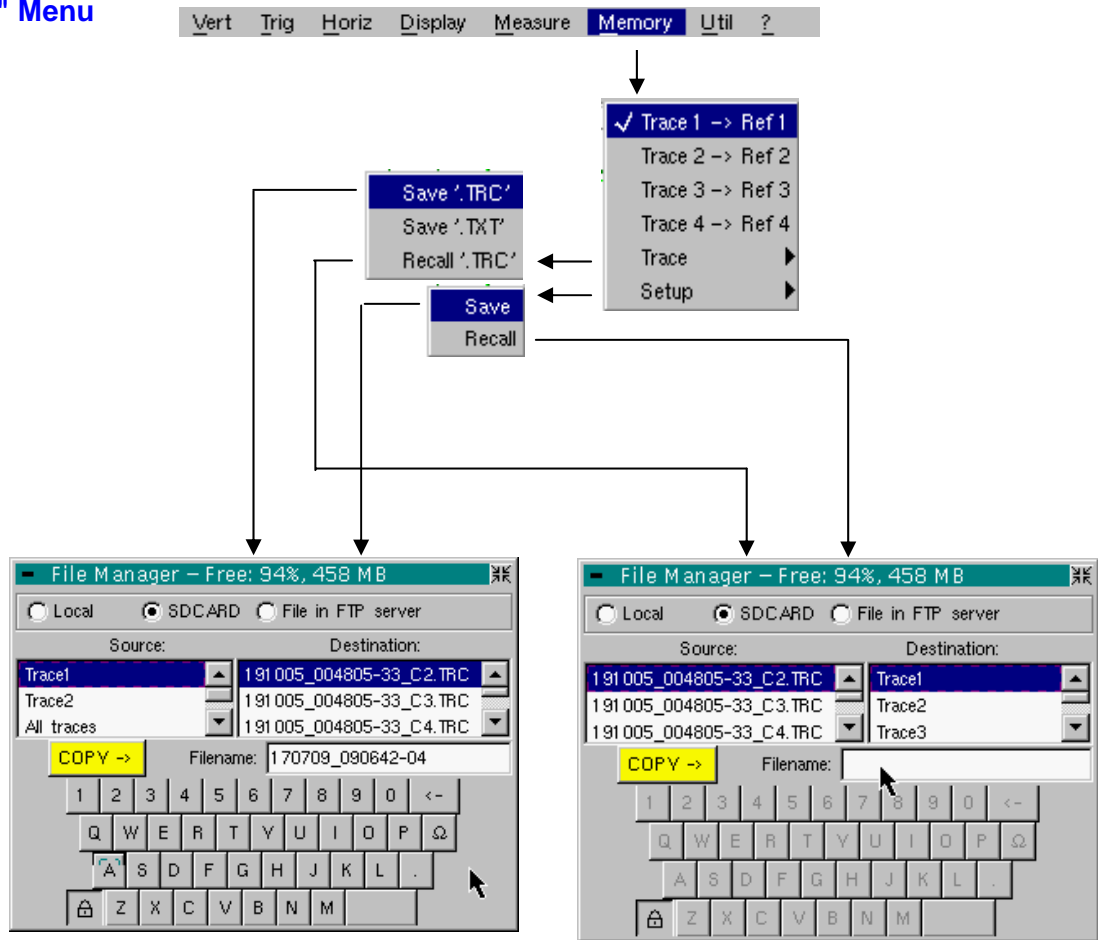 " Menu
Vert Trig Horiz Display Measure Memory Util ?
✓ Trace 1 -> Ref 1
Trace 2 -> Ref 2
Trace 3 -> Ref 3
Trace 4 -> Ref 4
Trace
Setup
Save '.TRC'
Save '.TXT'
Recall '.TRC'
Save
Recall
File Manager - Free: 94%, 458 MB
Local SDCARD File in FTP server
Source: Destination:
Trace1 191005_004805-33_C2.TRC
Trace2 191005_004805-33_C3.TRC
All traces 191005_004805-33_C4.TRC
COPY -> Filename: 170709_090642-04
1 2 3 4 5 6 7 8 9 0 <-
Q W E R T Y U I O P Ω
A S D F G H J K L .
Z X C V B N M
File Manager - Free: 94%, 458 MB
Local SDCARD File in FTP server
Source: Destination:
191005_004805-33_C2.TRC Trace1
191005_004805-33_C3.TRC Trace2
191005_004805-33_C4.TRC Trace3
COPY -> Filename:
1 2 3 4 5 6 7 8 9 0 <-
Q W E R T Y U I O P Ω
A S D F G H J K L .
Z X C V B N M